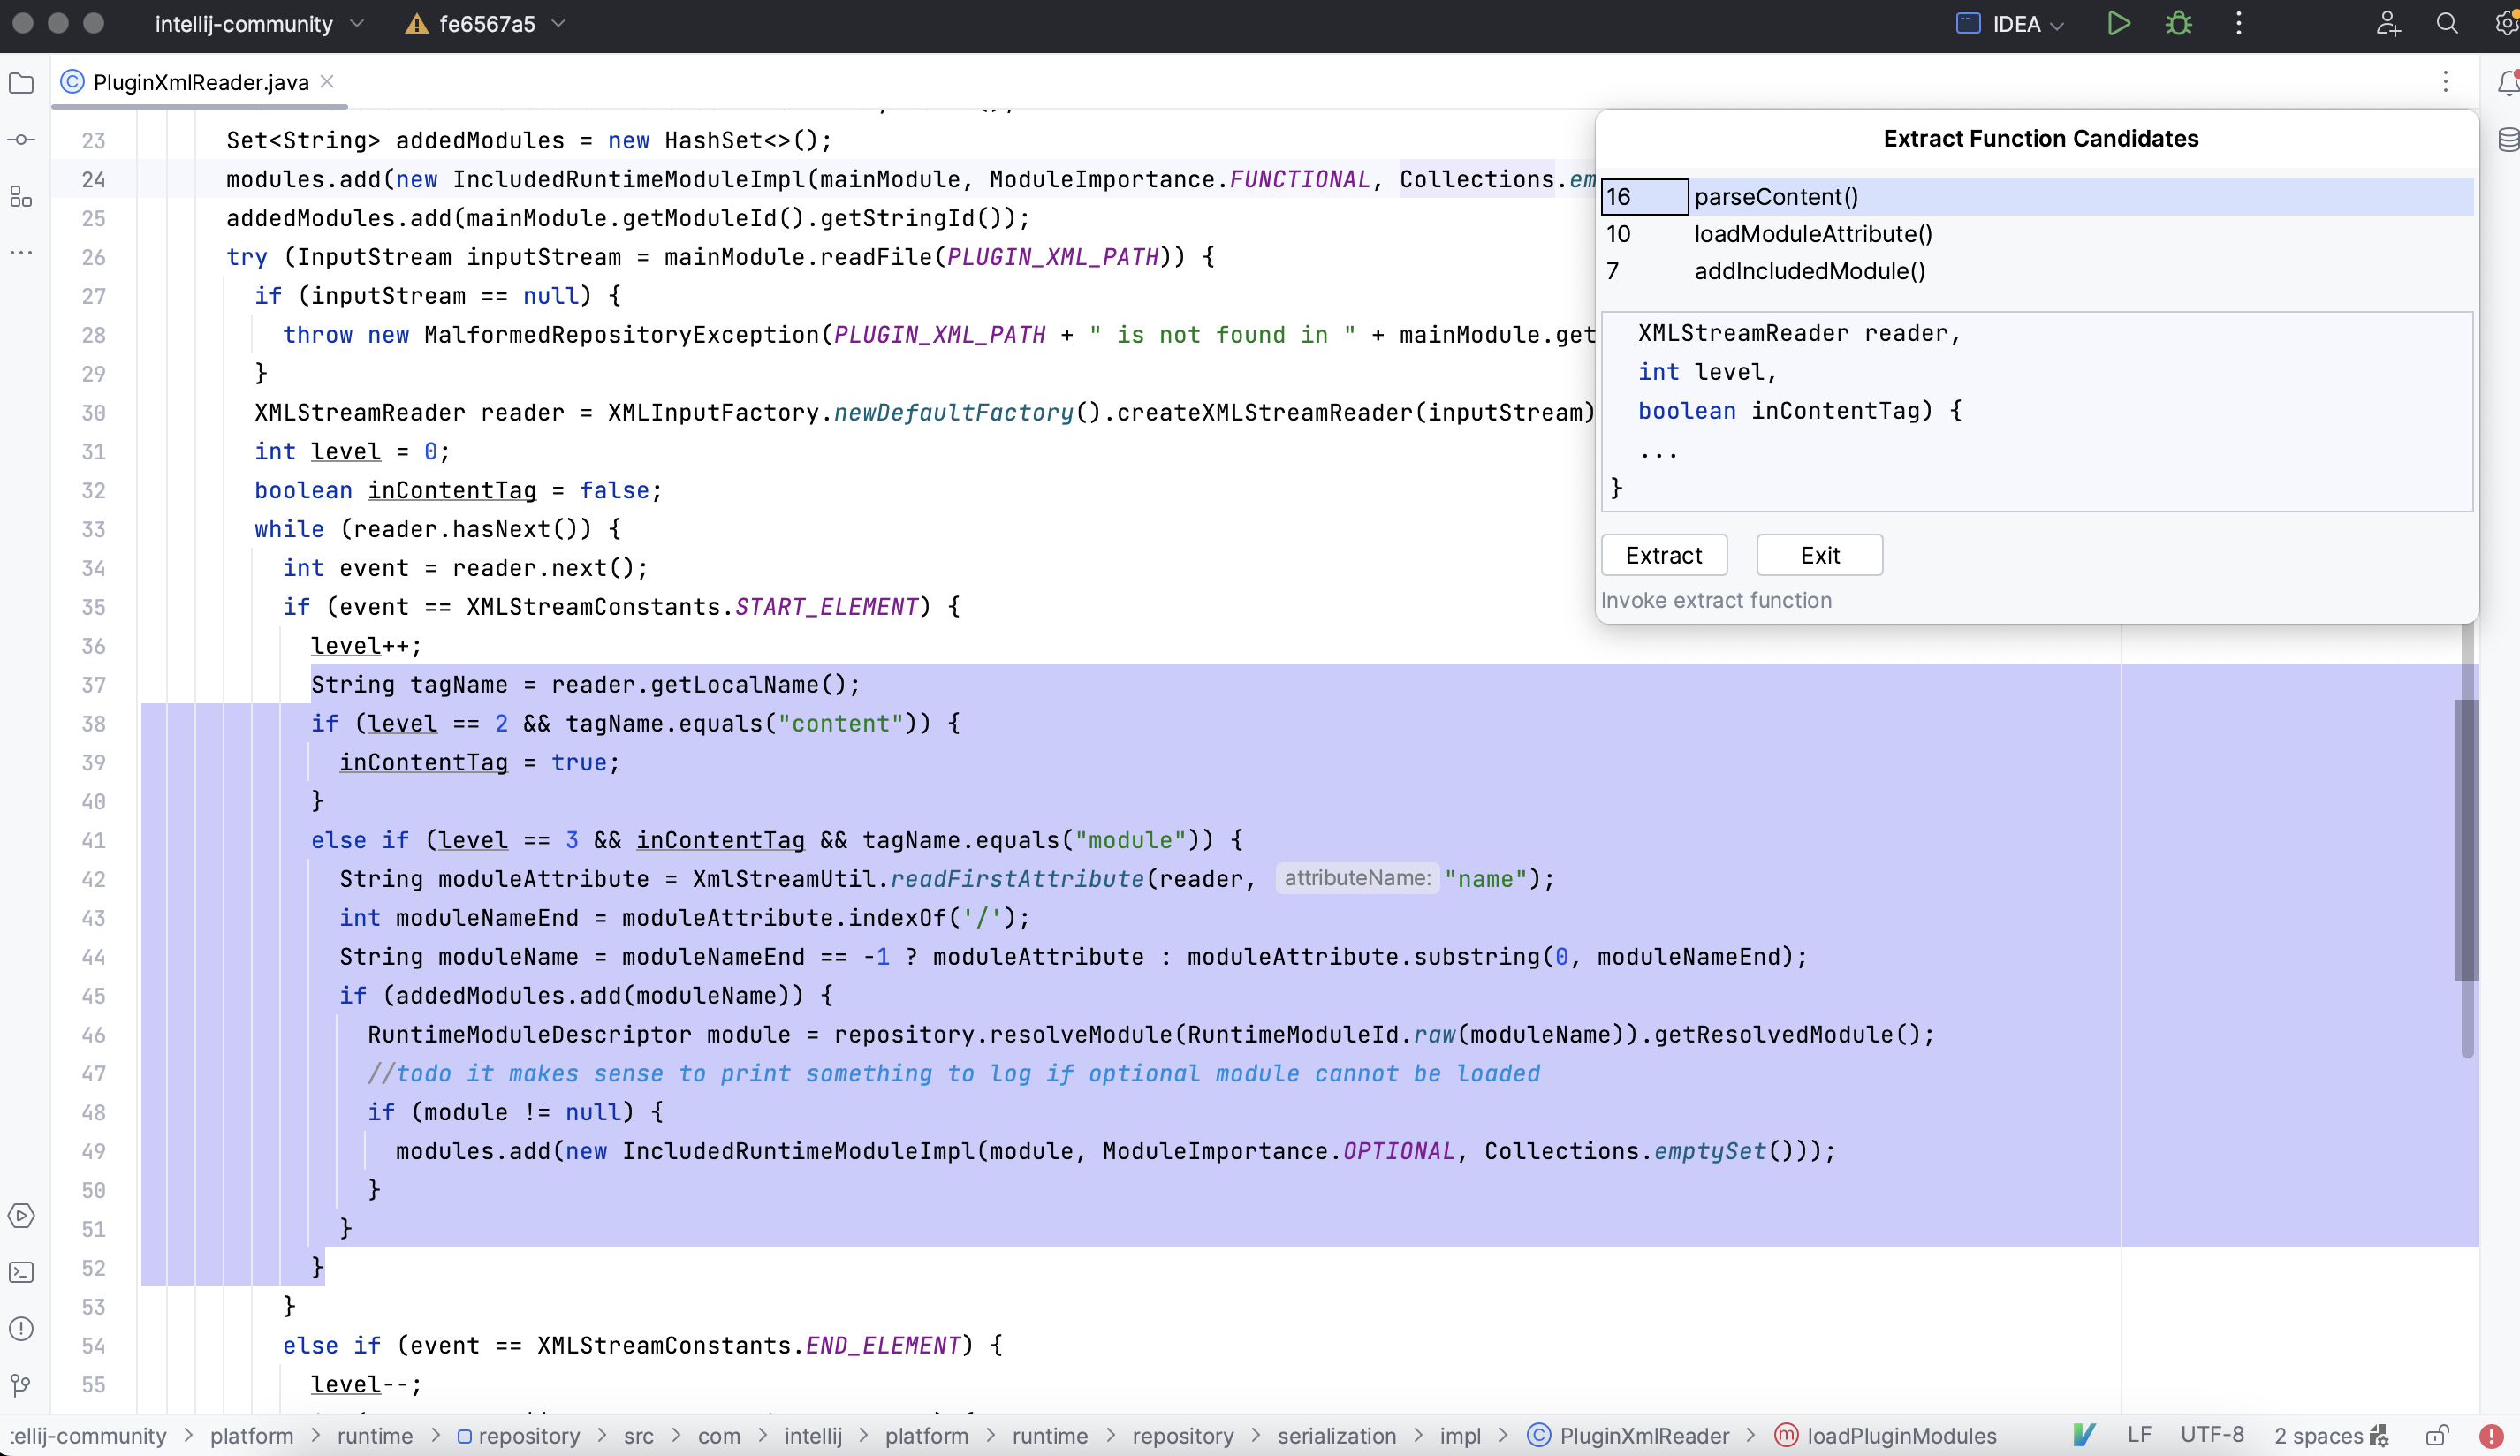 intellij-community fe6567a5 IDEA
PluginXmlReader.java
23 Set<String> addedModules = new HashSet<>();
24 modules.add(new IncludedRuntimeModuleImpl(mainModule, ModuleImportance.FUNCTIONAL, Collections.em
25 addedModules.add(mainModule.getModuleId().getStringId());
26 try (InputStream inputStream = mainModule.readFile(PLUGIN_XML_PATH)) {
27 if (inputStream == null) {
28 throw new MalformedRepositoryException(PLUGIN_XML_PATH + " is not found in " + mainModule.get
29 }
30 XMLStreamReader reader = XMLInputFactory.newDefaultFactory().createXMLStreamReader(inputStream)
31 int level = 0;
32 boolean inContentTag = false;
33 while (reader.hasNext()) {
34 int event = reader.next();
35 if (event == XMLStreamConstants.START_ELEMENT) {
36 level++;
37 String tagName = reader.getLocalName();
38 if (level == 2 && tagName.equals("content")) {
39 inContentTag = true;
40 }
41 else if (level == 3 && inContentTag && tagName.equals("module")) {
42 String moduleAttribute = XmlStreamUtil.readFirstAttribute(reader, attributeName: "name");
43 int moduleNameEnd = moduleAttribute.indexOf('/');
44 String moduleName = moduleNameEnd == -1 ? moduleAttribute : moduleAttribute.substring(0, moduleNameEnd);
45 if (addedModules.add(moduleName)) {
46 RuntimeModuleDescriptor module = repository.resolveModule(RuntimeModuleId.raw(moduleName)).getResolvedModule();
47 //todo it makes sense to print something to log if optional module cannot be loaded
48 if (module != null) {
49 modules.add(new IncludedRuntimeModuleImpl(module, ModuleImportance.OPTIONAL, Collections.emptySet()));
50 }
51 }
52 }
53 }
54 else if (event == XMLStreamConstants.END_ELEMENT) {
55 level--;
Extract Function Candidates
16 parseContent()
10 loadModuleAttribute()
7 addIncludedModule()
XMLStreamReader reader,
int level,
boolean inContentTag) {
...
}
Extract Exit
Invoke extract function
tellij-community > platform > runtime > repository > src > com > intellij > platform > runtime > repository > serialization > impl > PluginXmlReader > loadPluginModules LF UTF-8 2 spaces